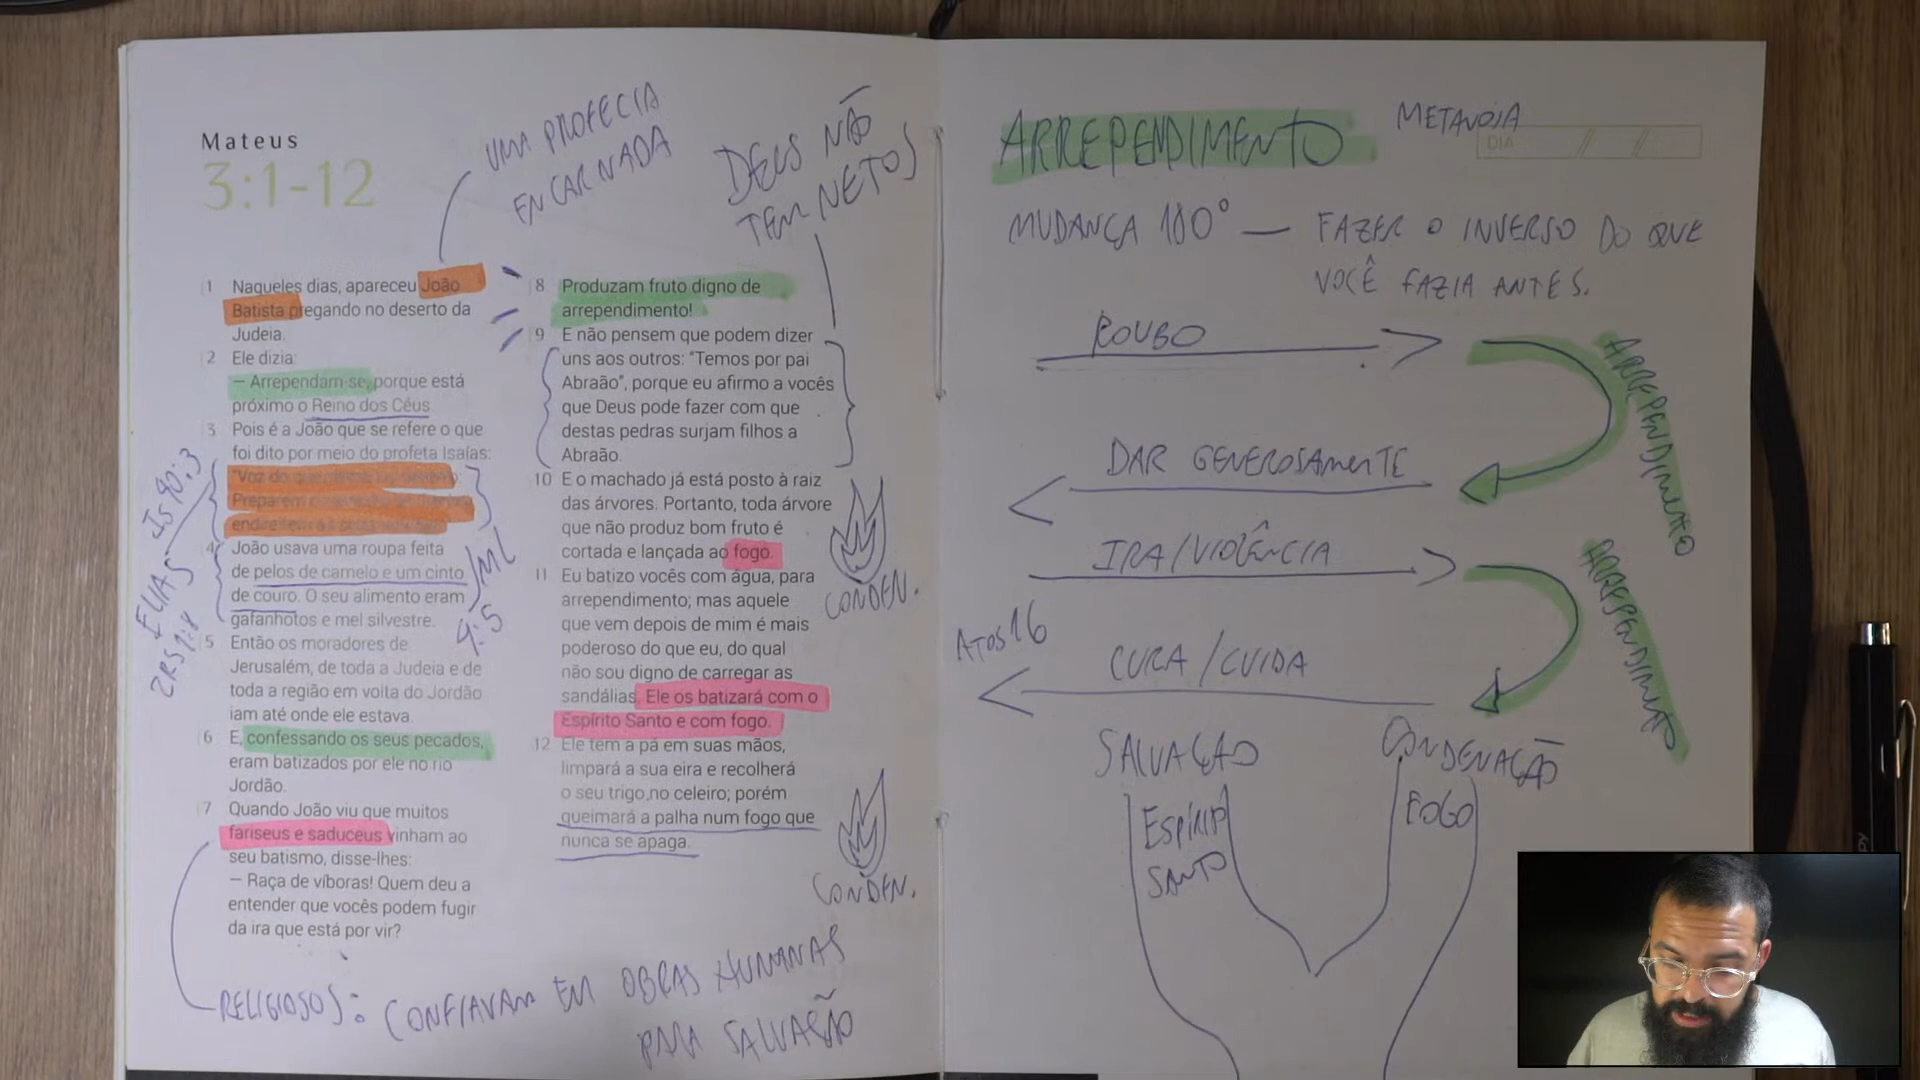 Mateus
3:1-12
UMA PROFECIA
ENCARNADA
DEUS NÃO
TEM NETOS
1 Naqueles dias, apareceu João
Batista pregando no deserto da
Judeia.
2 Ele dizia:
— Arrependam-se, porque está
próximo o Reino dos Céus
3 Pois é a João que se refere o que
foi dito por meio do profeta Isaías:
"Voz do
Preparem
endireitem
4 João usava uma roupa feita
de pelos de camelo e um cinto
de couro. O seu alimento eram
gafanhotos e mel silvestre.
5 Então os moradores de
Jerusalém, de toda a Judeia e de
toda a região em volta do Jordão
iam até onde ele estava.
6 E, confessando os seus pecados,
eram batizados por ele no rio
Jordão.
7 Quando João viu que muitos
fariseus e saduceus vinham ao
seu batismo, disse-lhes:
— Raça de víboras! Quem deu a
entender que vocês podem fugir
da ira que está por vir?
Is 40:3
ELIAS
2RS 1:8
ML
4:5
8 Produzam fruto digno de
arrependimento!
9 E não pensem que podem dizer
uns aos outros: "Temos por pai
Abraão", porque eu afirmo a vocês
que Deus pode fazer com que
destas pedras surjam filhos a
Abraão.
10 E o machado já está posto à raiz
das árvores. Portanto, toda árvore
que não produz bom fruto é
cortada e lançada ao fogo.
11 Eu batizo vocês com água, para
arrependimento; mas aquele
que vem depois de mim é mais
poderoso do que eu, do qual
não sou digno de carregar as
sandálias. Ele os batizará com o
Espírito Santo e com fogo.
12 Ele tem a pá em suas mãos,
limpará a sua eira e recolherá
o seu trigo no celeiro; porém
queimará a palha num fogo que
nunca se apaga.
CONDEN.
CONDEN.
RELIGIOSOS: CONFIAVAM EM OBRAS HUMANAS
PARA SALVAÇÃO
ARREPENDIMENTO
METANOIA
DIA / /
MUDANÇA 180° — FAZER O INVERSO DO QUE
VOCÊ FAZIA ANTES.
ROUBO
ARREPENDIMENTO
DAR GENEROSAMENTE
IRA/VIOLÊNCIA
ARREPENDIMENTO
ATOS 16
CURA/CUIDA
SALVAÇÃO
CONDENAÇÃO
ESPÍRITO
SANTO
FOGO